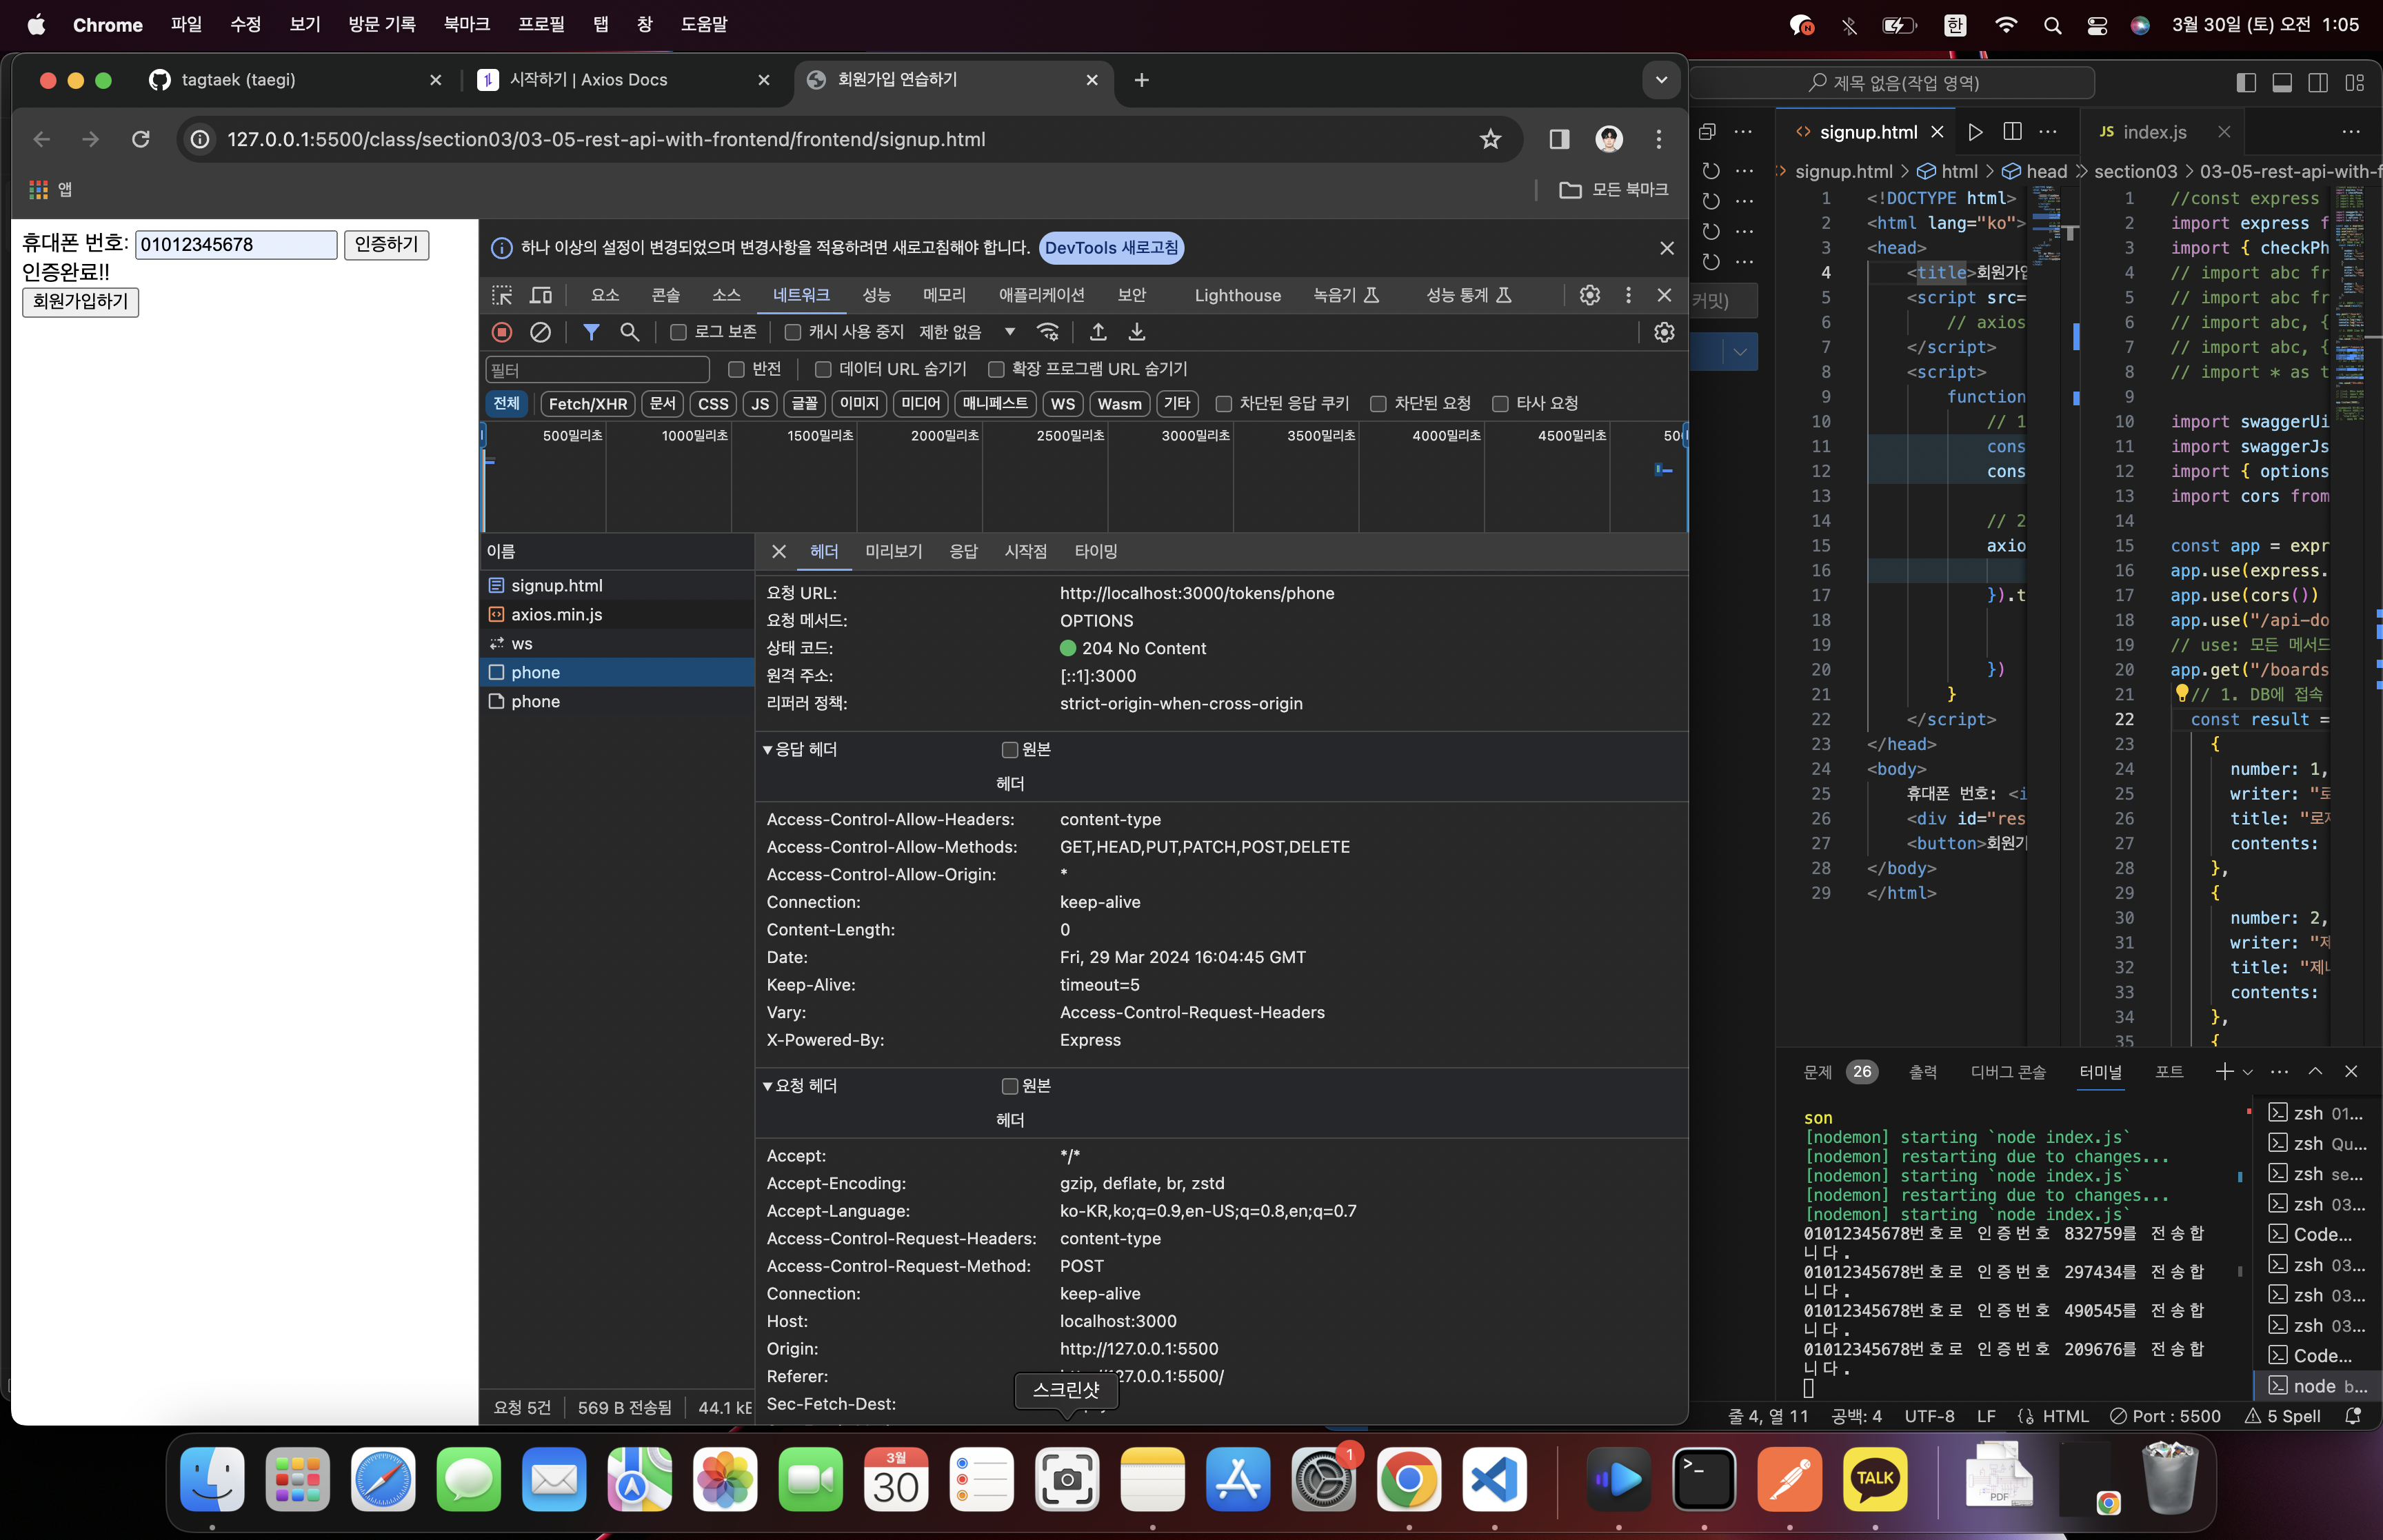 Chrome 파일 수정 보기 방문 기록 북마크 프로필 탭 창 도움말
한 3월 30일 (토) 오전 1:05
tagtaek (taegi)
시작하기 | Axios Docs
회원가입 연습하기
127.0.0.1:5500/class/section03/03-05-rest-api-with-frontend/frontend/signup.html
앱
모든 북마크
휴대폰 번호: 01012345678 인증하기
인증완료!!
회원가입하기
하나 이상의 설정이 변경되었으며 변경사항을 적용하려면 새로고침해야 합니다. DevTools 새로고침
요소 콘솔 소스 네트워크 성능 메모리 애플리케이션 보안 Lighthouse 녹음기 성능 통계
로그 보존 캐시 사용 중지 제한 없음
필터 반전 데이터 URL 숨기기 확장 프로그램 URL 숨기기
전체 Fetch/XHR 문서 CSS JS 글꼴 이미지 미디어 매니페스트 WS Wasm 기타 차단된 응답 쿠키 차단된 요청 타사 요청
500밀리초 1000밀리초 1500밀리초 2000밀리초 2500밀리초 3000밀리초 3500밀리초 4000밀리초 4500밀리초
이름
signup.html
axios.min.js
ws
phone
phone
요청 5건 569 B 전송됨 44.1 kB
헤더 미리보기 응답 시작점 타이밍
요청 URL: http://localhost:3000/tokens/phone
요청 메서드: OPTIONS
상태 코드: 204 No Content
원격 주소: [::1]:3000
리퍼러 정책: strict-origin-when-cross-origin
응답 헤더 원본
헤더
Access-Control-Allow-Headers: content-type
Access-Control-Allow-Methods: GET,HEAD,PUT,PATCH,POST,DELETE
Access-Control-Allow-Origin: *
Connection: keep-alive
Content-Length: 0
Date: Fri, 29 Mar 2024 16:04:45 GMT
Keep-Alive: timeout=5
Vary: Access-Control-Request-Headers
X-Powered-By: Express
요청 헤더 원본
헤더
Accept: */*
Accept-Encoding: gzip, deflate, br, zstd
Accept-Language: ko-KR,ko;q=0.9,en-US;q=0.8,en;q=0.7
Access-Control-Request-Headers: content-type
Access-Control-Request-Method: POST
Connection: keep-alive
Host: localhost:3000
Origin: http://127.0.0.1:5500
Referer: 127.0.0.1:5500/
Sec-Fetch-Dest:
스크린샷
제목 없음(작업 영역)
커밋)
signup.html
signup.html > html > head
1 <!DOCTYPE html>
2 <html lang="ko">
3 <head>
4 <title>회원가입
5 <script src=
6 // axios
7 </script>
8 <script>
9 function
10 // 1
11 cons
12 cons
13
14 // 2
15 axio
16
17 }).t
18
19
20 })
21 }
22 </script>
23 </head>
24 <body>
25 휴대폰 번호: <i
26 <div id="res
27 <button>회원가
28 </body>
29 </html>
JS index.js
section03 > 03-05-rest-api-with-f
1 //const express
2 import express f
3 import { checkPh
4 // import abc fr
5 // import abc fr
6 // import abc, {
7 // import abc, {
8 // import * as t
9
10 import swaggerUi
11 import swaggerJs
12 import { options
13 import cors from
14
15 const app = expr
16 app.use(express.
17 app.use(cors())
18 app.use("/api-do
19 // use: 모든 메서드
20 app.get("/boards
21 // 1. DB에 접속
22 const result =
23 {
24 number: 1,
25 writer: "
26 title: "
27 contents:
28 },
29 {
30 number: 2,
31 writer: "
32 title: "제
33 contents:
34 },
35 {
문제 26 출력 디버그 콘솔 터미널 포트
son
[nodemon] starting `node index.js`
[nodemon] restarting due to changes...
[nodemon] starting `node index.js`
[nodemon] restarting due to changes...
[nodemon] starting `node index.js`
01012345678번호로 인증번호 832759를 전송합
니다.
01012345678번호로 인증번호 297434를 전송합
니다.
01012345678번호로 인증번호 490545를 전송합
니다.
01012345678번호로 인증번호 209676를 전송합
니다.
zsh 01...
zsh Qu...
zsh se...
zsh 03...
Code...
zsh 03...
zsh 03...
zsh 03...
Code...
node b...
줄 4, 열 11 공백: 4 UTF-8 LF HTML Port : 5500 5 Spell
3월
30
1
TALK
PDF